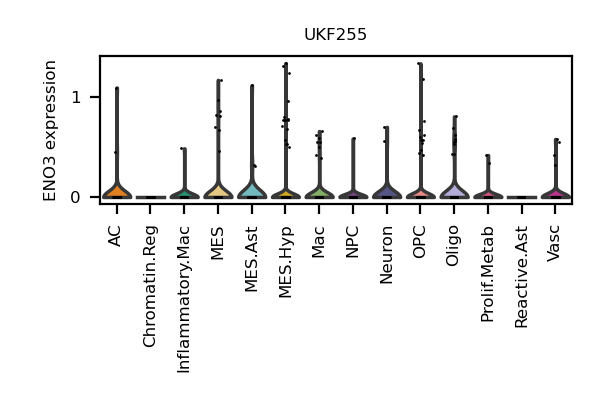 UKF255
ENO3 expression
1
0
AC
Chromatin.Reg
Inflammatory.Mac
MES
MES.Ast
MES.Hyp
Mac
NPC
Neuron
OPC
Oligo
Prolif.Metab
Reactive.Ast
Vasc